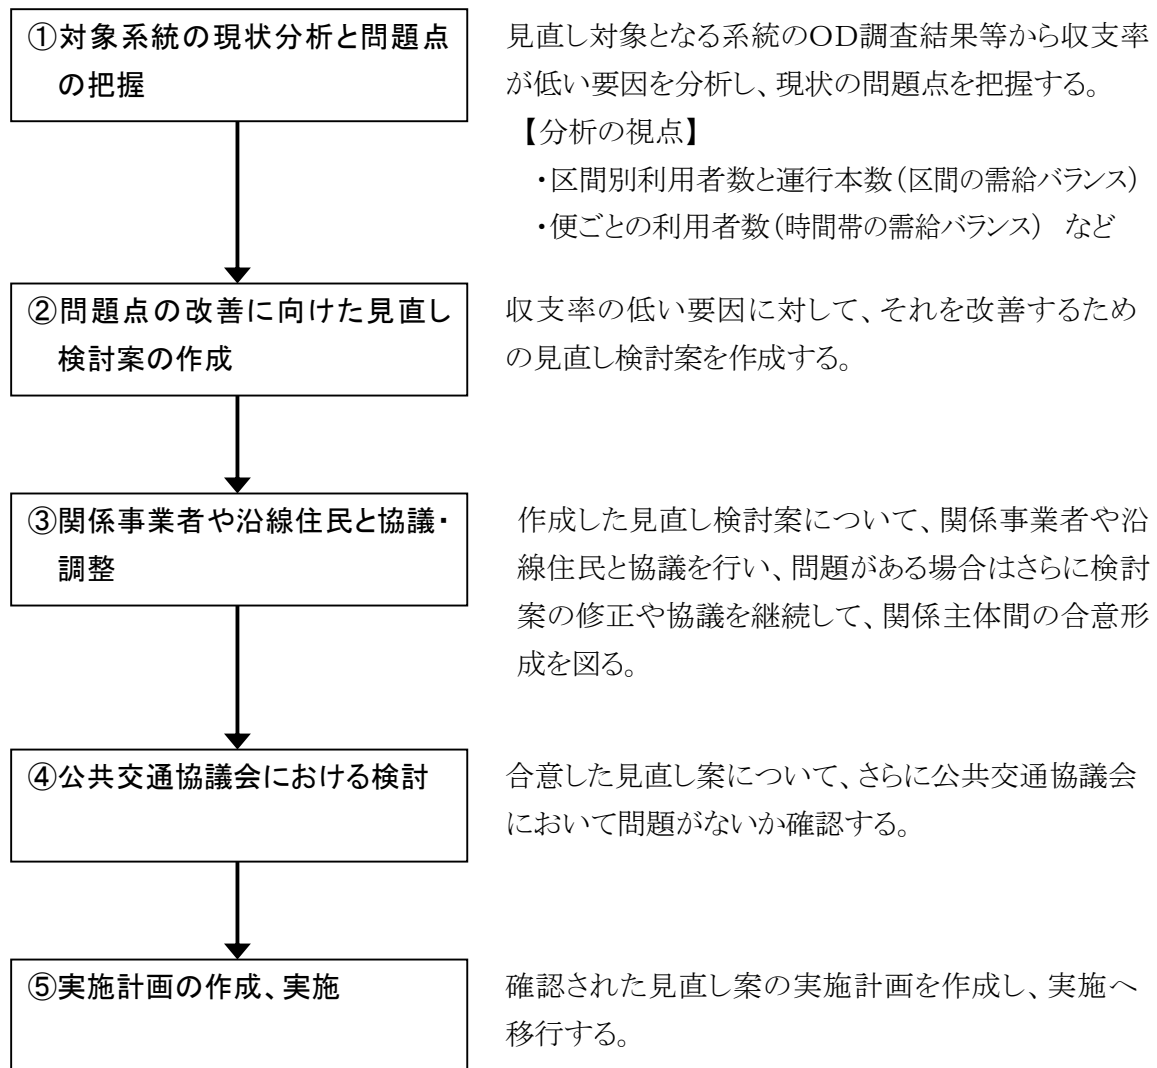 ①対象系統の現状分析と問題点
の把握
見直し対象となる系統のOD調査結果等から収支率
が低い要因を分析し、現状の問題点を把握する。
【分析の視点】
・区間別利用者数と運行本数(区間の需給バランス)
・便ごとの利用者数(時間帯の需給バランス) など
②問題点の改善に向けた見直し
検討案の作成
収支率の低い要因に対して、それを改善するため
の見直し検討案を作成する。
③関係事業者や沿線住民と協議・
調整
作成した見直し検討案について、関係事業者や沿
線住民と協議を行い、問題がある場合はさらに検討
案の修正や協議を継続して、関係主体間の合意形
成を図る。
④公共交通協議会における検討
合意した見直し案について、さらに公共交通協議会
において問題がないか確認する。
⑤実施計画の作成、実施
確認された見直し案の実施計画を作成し、実施へ
移行する。